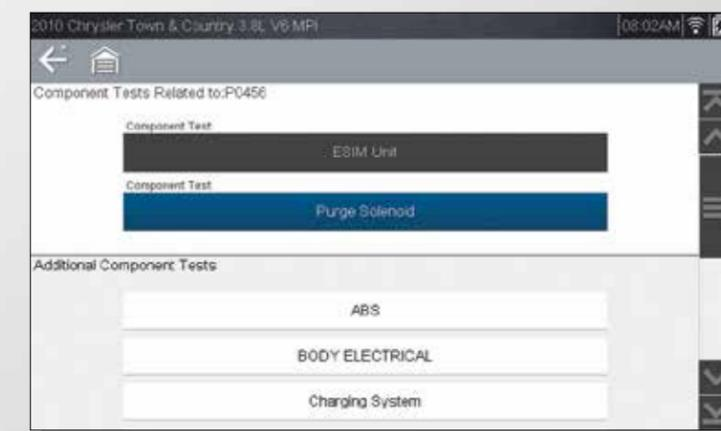 2010 Chrysler Town & Country 3.8L V6 MPI
08:02AM
Component Tests Related to:P0456
Component Test
ESIM Unit
Component Test
Purge Solenoid
Additional Component Tests
ABS
BODY ELECTRICAL
Charging System